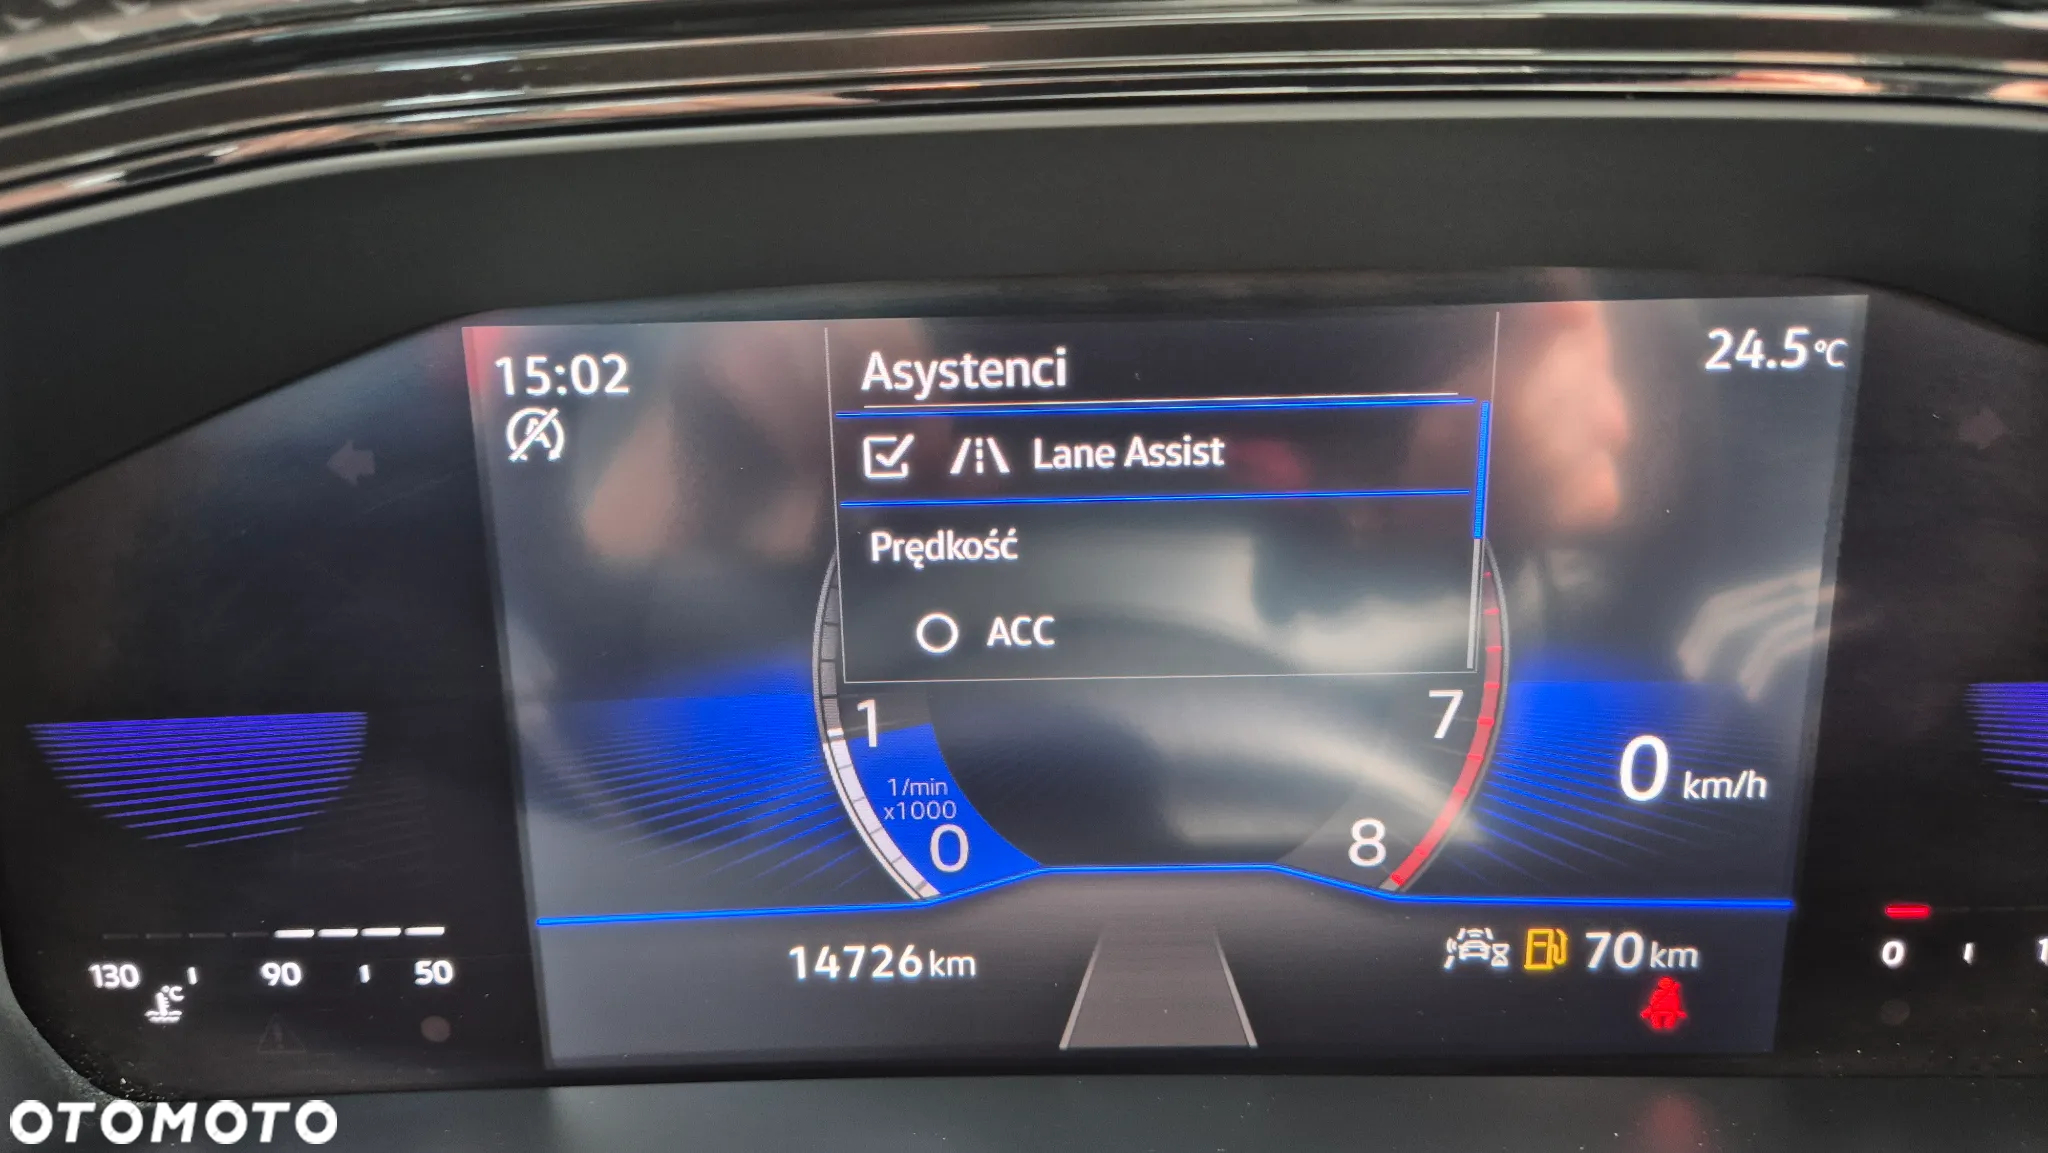 15:02
24.5°C
Asystenci
Lane Assist
Prędkość
ACC
1
7
1/min
x1000
0
8
0 km/h
14726 km
70 km
130
90
50
°C
0
OTOMOTO